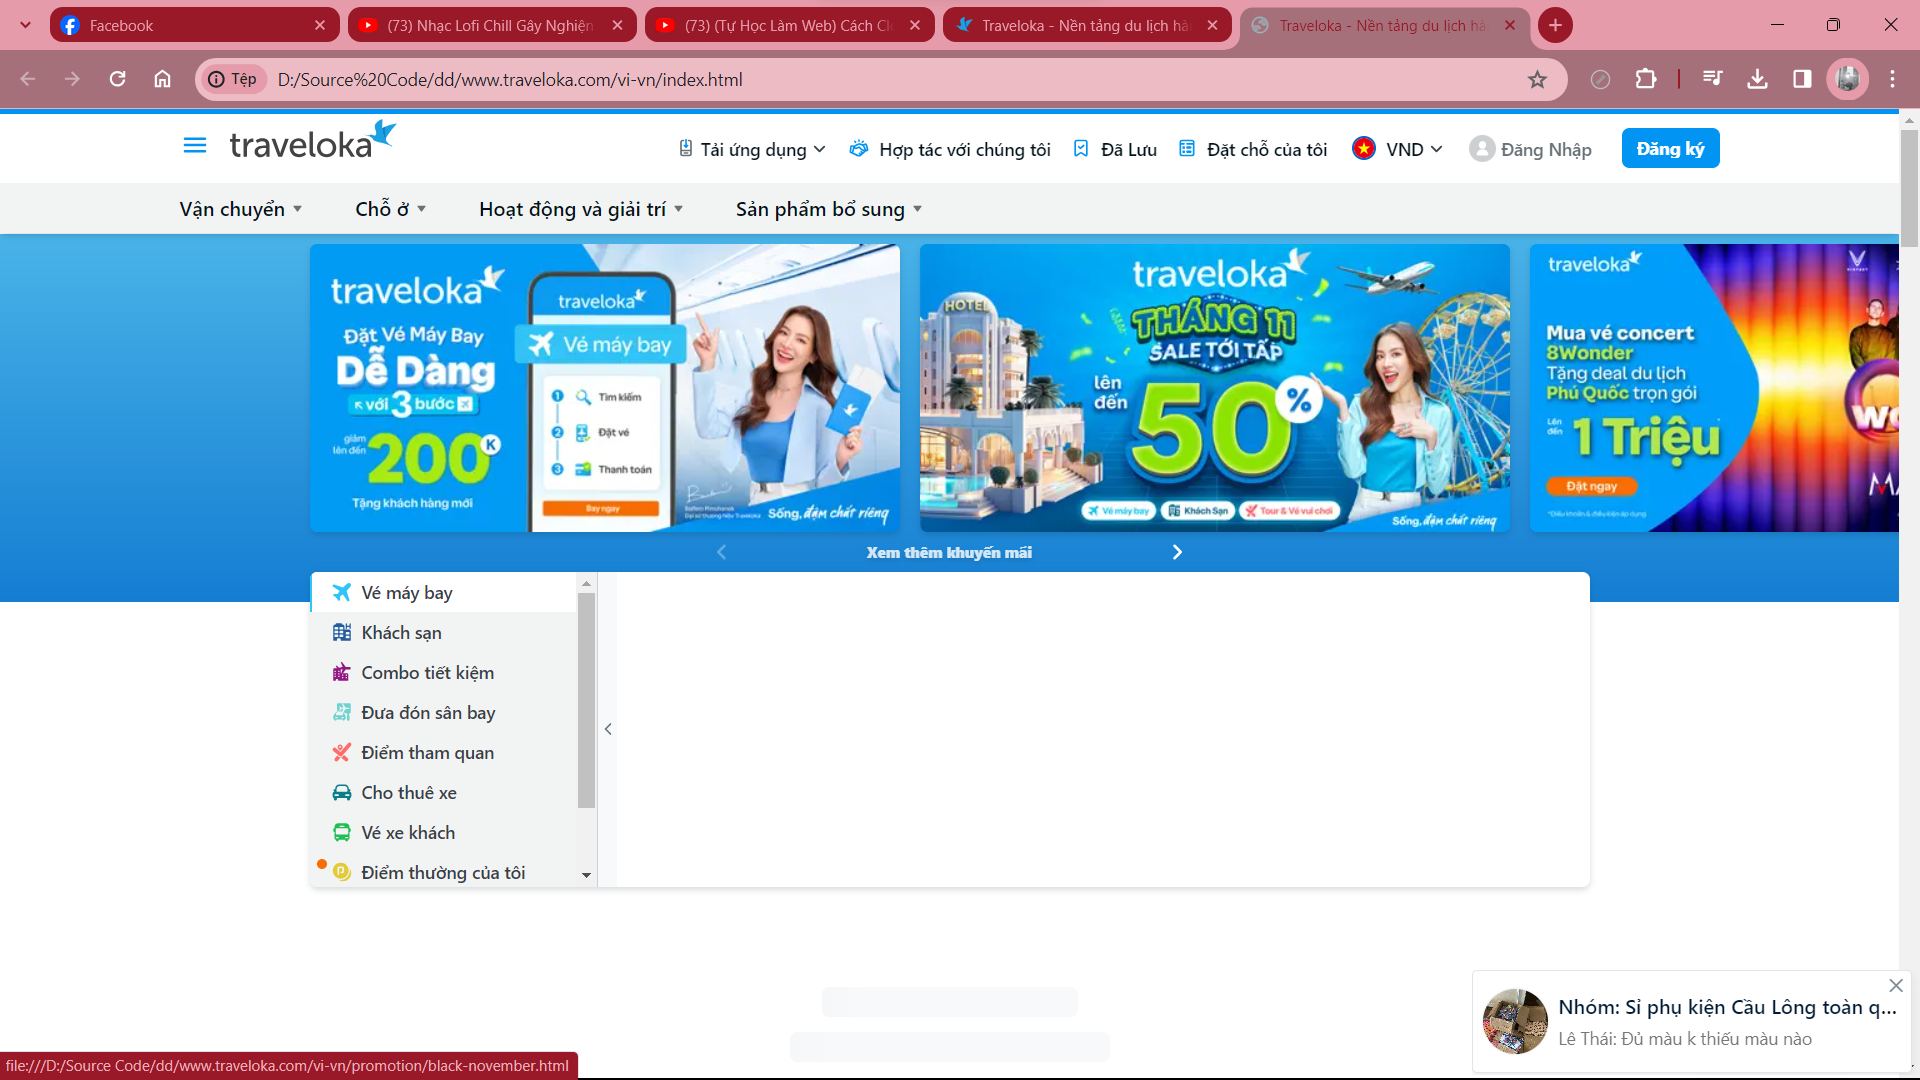 Facebook
(73) Nhạc Lofi Chill Gây Nghiện
(73) (Tự Học Làm Web) Cách Cl
Traveloka - Nền tảng du lịch hà
Traveloka - Nền tảng du lịch hà
Tệp
D:/Source%20Code/dd/www.traveloka.com/vi-vn/index.html
traveloka
Tải ứng dụng
Hợp tác với chúng tôi
Đã Lưu
Đặt chỗ của tôi
VND
Đăng Nhập
Đăng ký
Vận chuyển
Chỗ ở
Hoạt động và giải trí
Sản phẩm bổ sung
traveloka
Đặt Vé Máy Bay
Dễ Dàng
với 3 bước
giảm
lên đến
200K
Tặng khách hàng mới
traveloka
Vé máy bay
1 Tìm kiếm
2 Đặt vé
3 Thanh toán
Bay ngay
Sống, đậm chất riêng
traveloka
HOTEL
THÁNG 11
SALE TỚI TẤP
lên
đến
50%
Vé máy bay
Khách Sạn
Tour & Vé vui chơi
Sống, đậm chất riêng
traveloka
Mua vé concert
8Wonder
Tặng deal du lịch
Phú Quốc trọn gói
Lên
đến
1 Triệu
Đặt ngay
*Điều khoản & điều kiện áp dụng
Xem thêm khuyến mãi
Vé máy bay
Khách sạn
Combo tiết kiệm
Đưa đón sân bay
Điểm tham quan
Cho thuê xe
Vé xe khách
Điểm thường của tôi
Nhóm: Sỉ phụ kiện Cầu Lông toàn q...
Lê Thái: Đủ màu k thiếu màu nào
file:///D:/Source Code/dd/www.traveloka.com/vi-vn/promotion/black-november.html